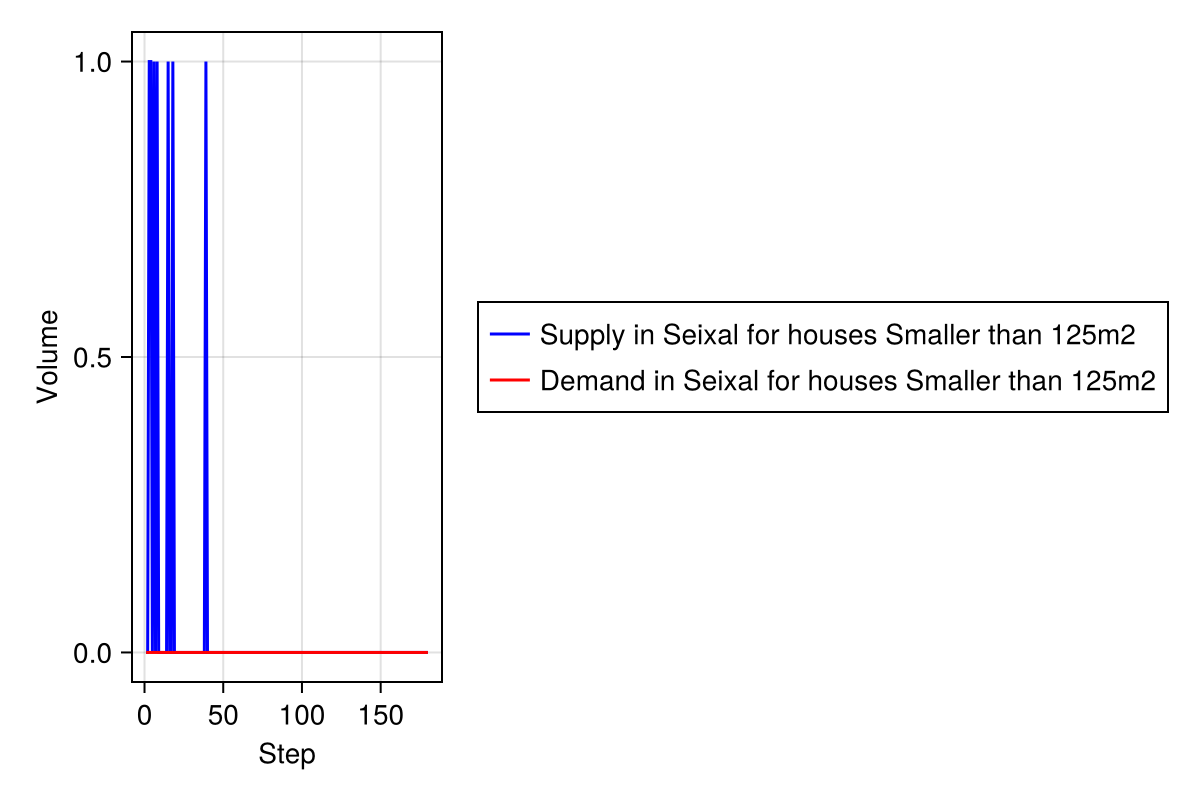 1.0
0.5
0.0
Volume
0 50 100 150
Step
Supply in Seixal for houses Smaller than 125m2
Demand in Seixal for houses Smaller than 125m2